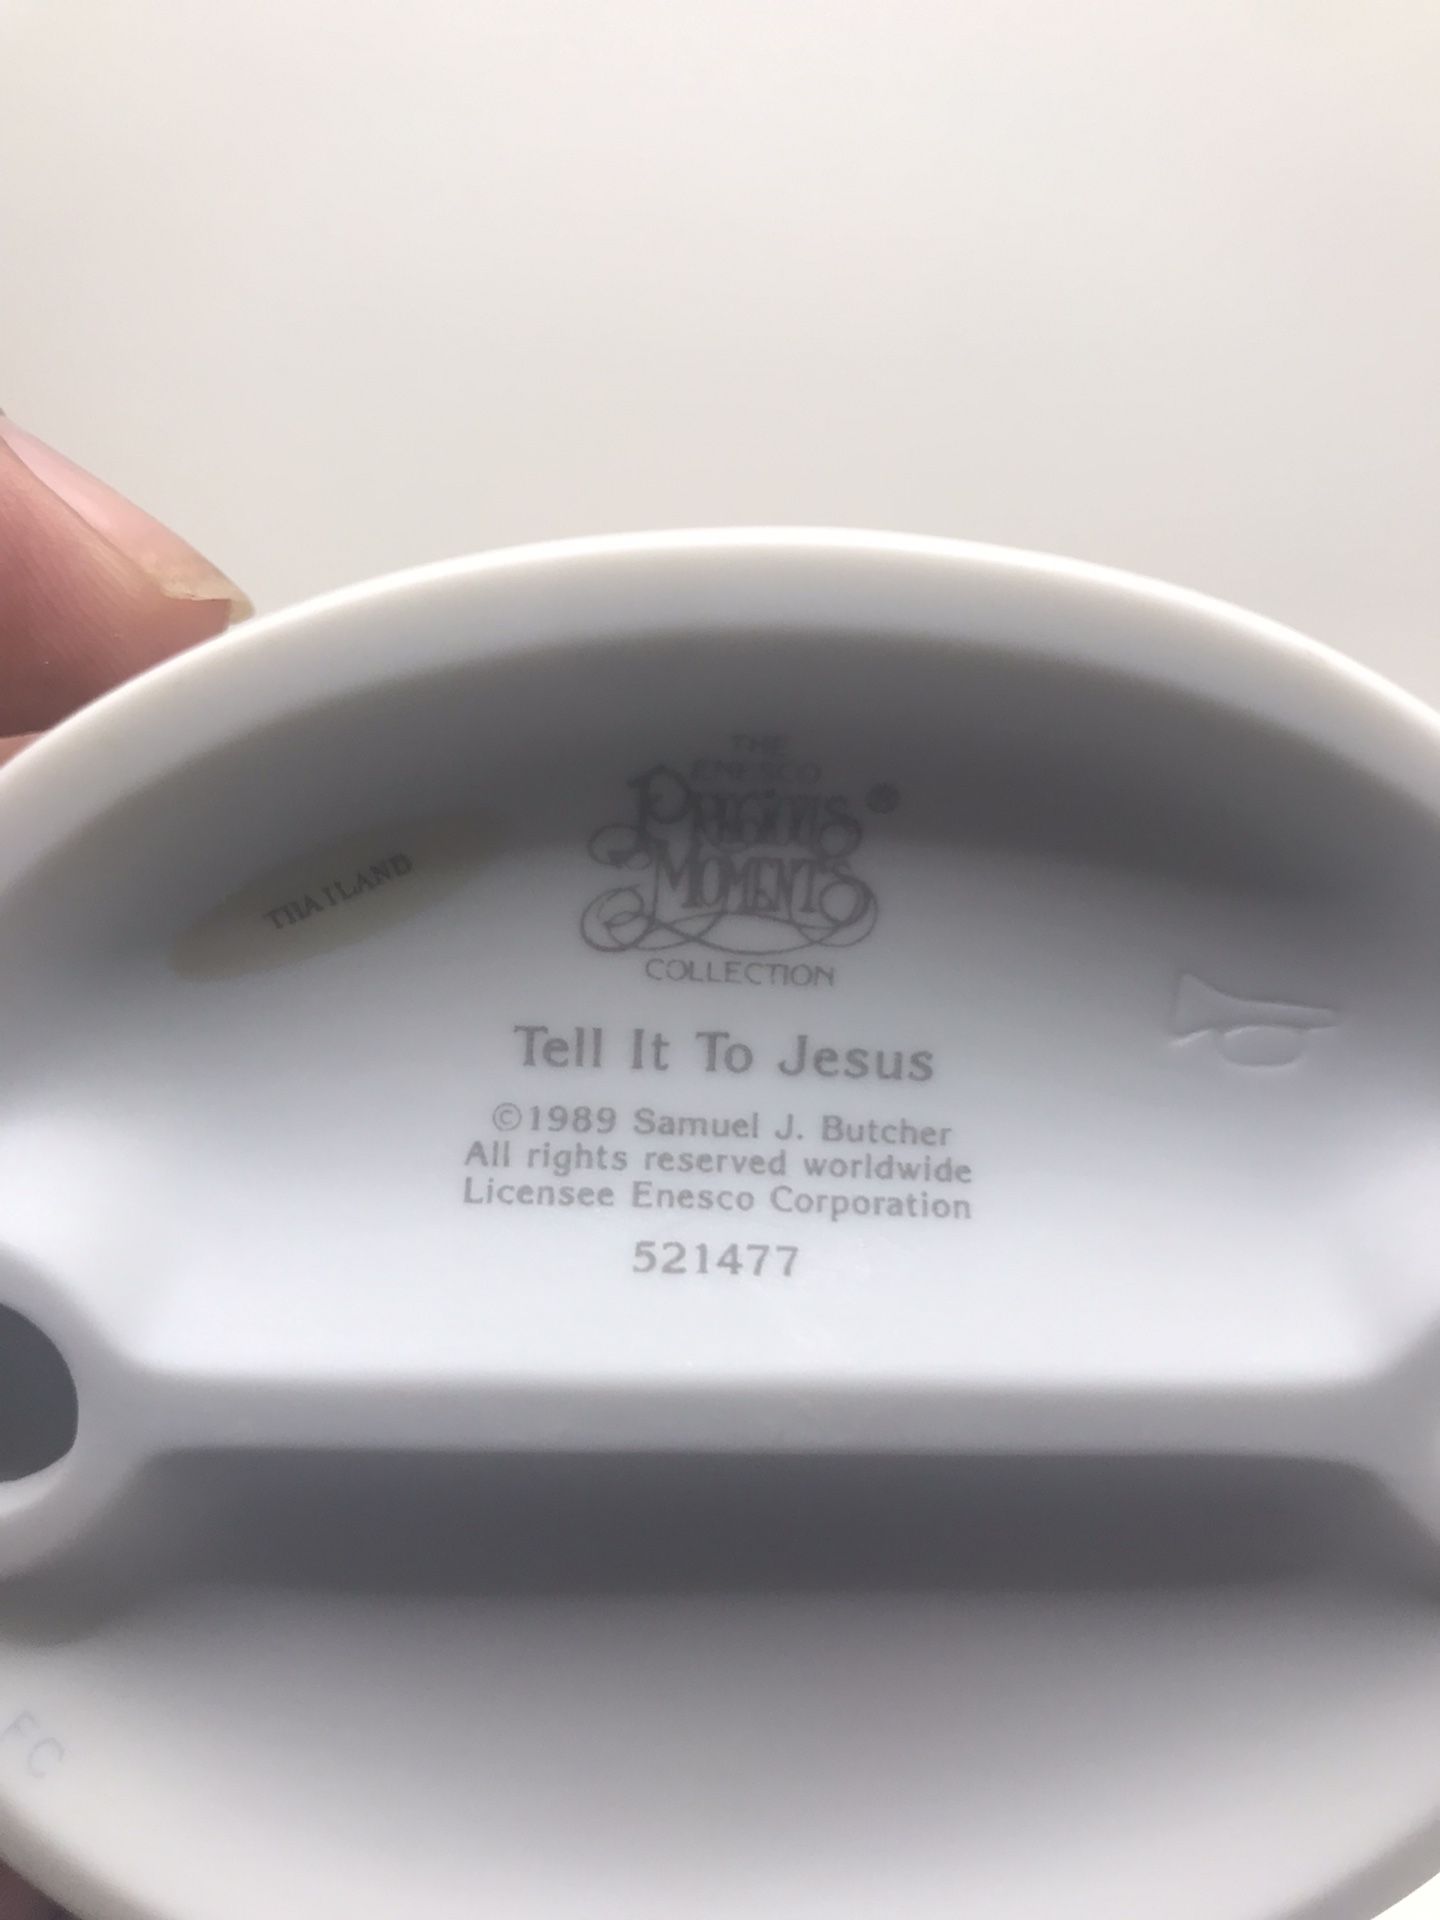 THE
ENESCO
PRECIOUS ®
MOMENTS
COLLECTION
THAILAND
Tell It To Jesus
©1989 Samuel J. Butcher
All rights reserved worldwide
Licensee Enesco Corporation
521477
FC